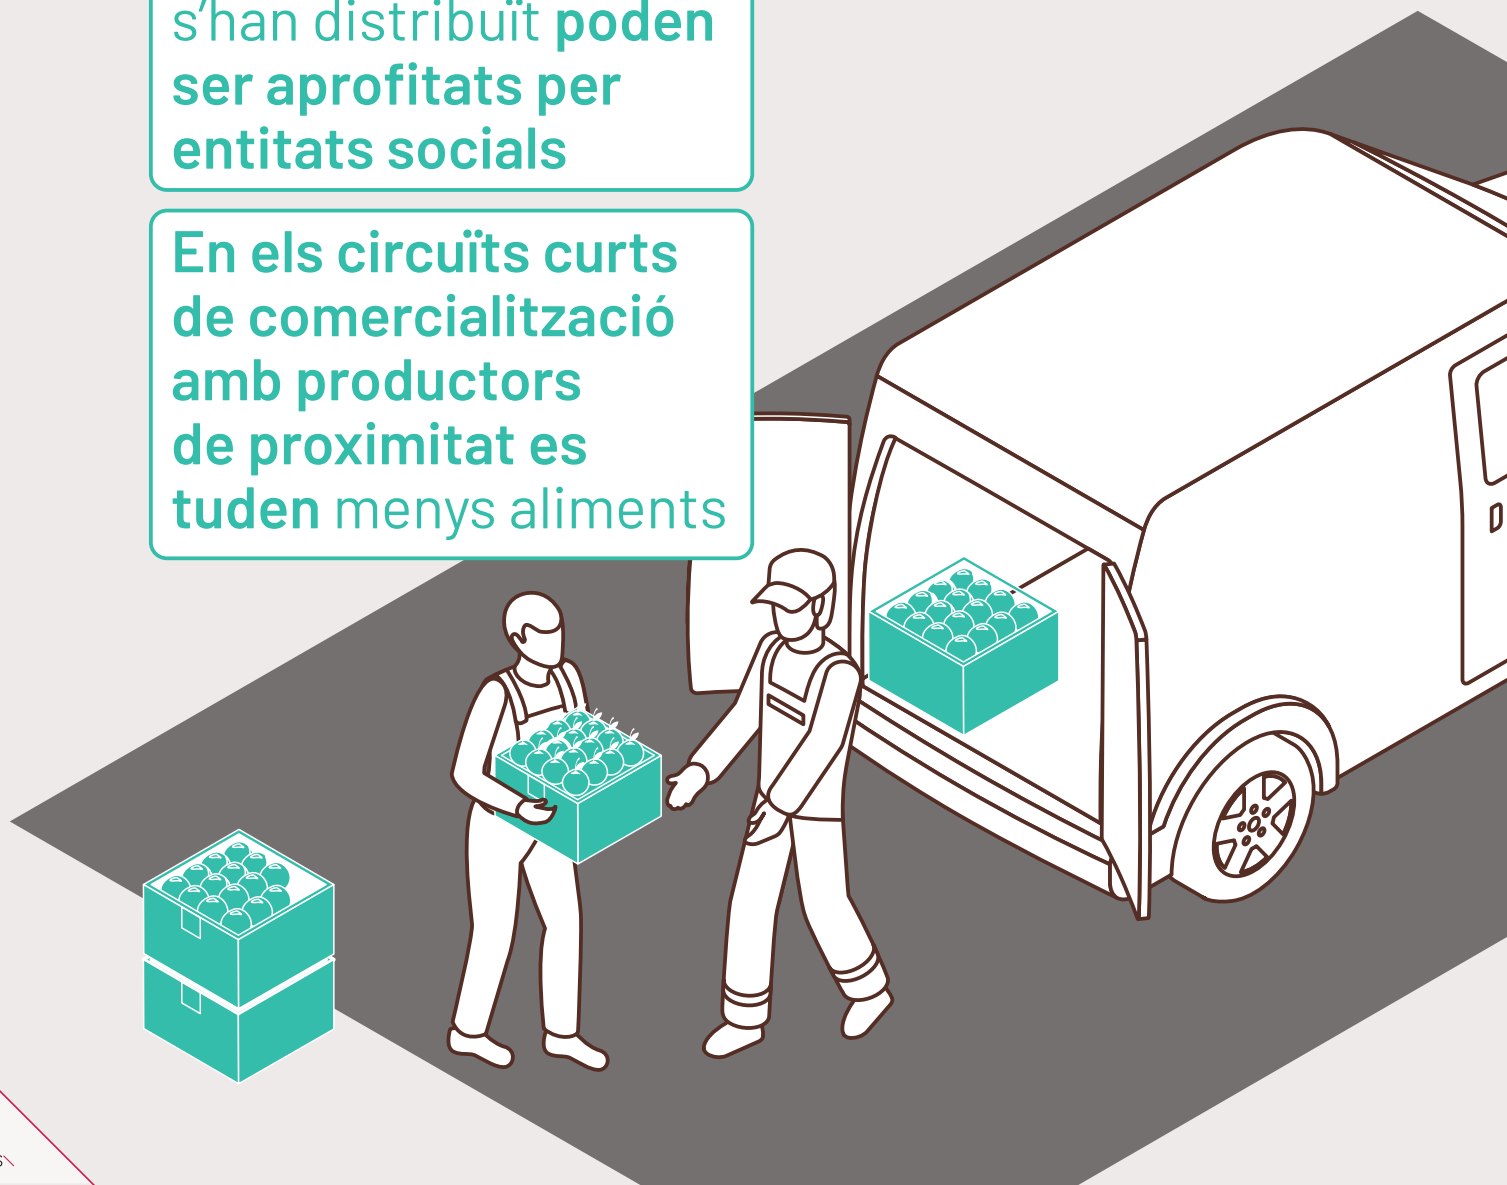 s'han distribuït poden
ser aprofitats per
entitats socials
En els circuïts curts
de comercialització
amb productors
de proximitat es
tuden menys aliments